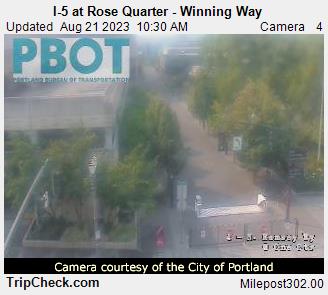 I-5 at Rose Quarter - Winning Way
Updated Aug 21 2023 10:30 AM Camera 4
PBOT
PORTLAND BUREAU OF TRANSPORTATION
Camera courtesy of the City of Portland
TripCheck.com Milepost302.00